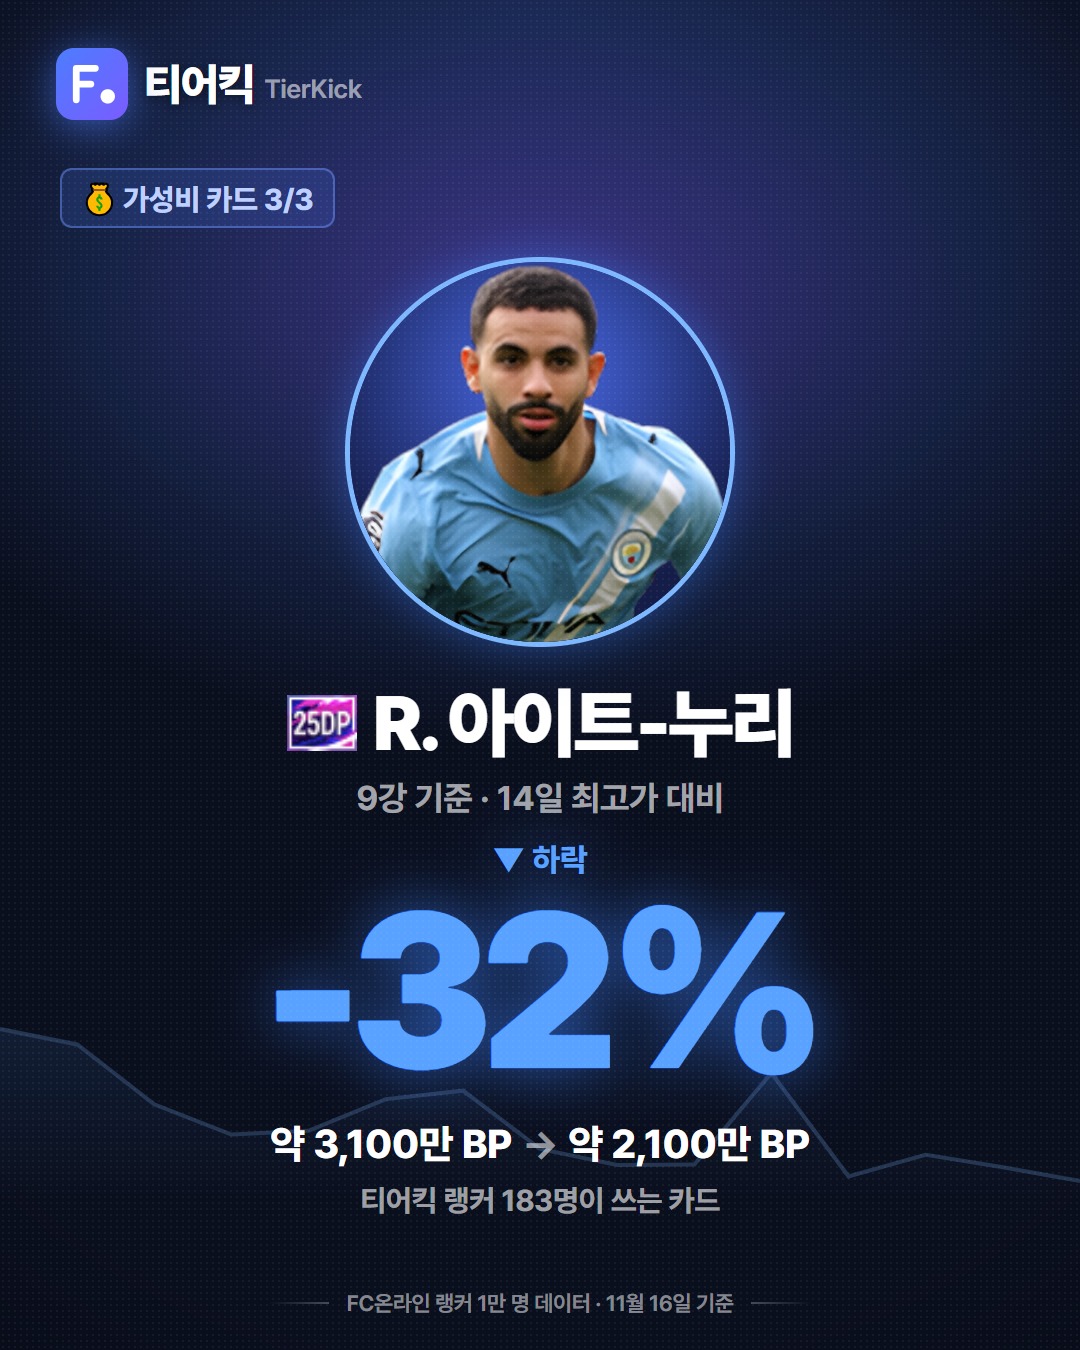 F.
티어킥 TierKick
가성비 카드 3/3
ETIHA
25DP R. 아이트-누리
9강 기준 · 14일 최고가 대비
▼ 하락
-32%
약 3,100만 BP → 약 2,100만 BP
티어킥 랭커 183명이 쓰는 카드
FC온라인 랭커 1만 명 데이터 · 11월 16일 기준